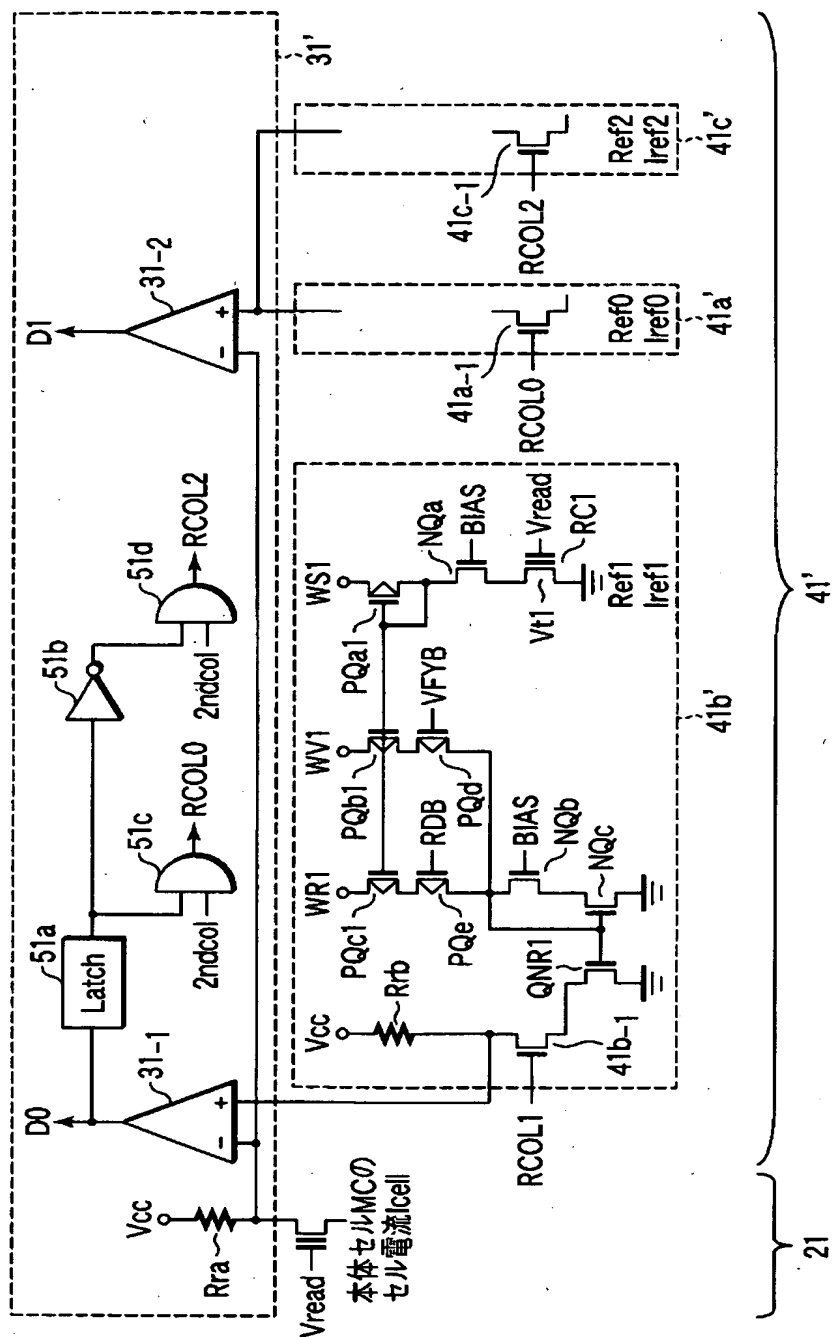 D0
D1
51a
Latch
31-1
Vcc
Rra
51c
RCOL0
2ndcol
51b
51d
RCOL2
2ndcol
31-2
31'
-
+
-
+
Vread
本体セルMCの
セル電流Icell
Vcc
Rrb
WR1
WV1
WS1
PQc1
PQb1
PQa1
RDB
VFYB
NQa
BIAS
PQe
PQd
BIAS
NQb
NQc
QNR1
Vread
RC1
Vt1
Ref1
Iref1
RCOL1
41b-1
41b'
41a-1
RCOL0
Ref0
Iref0
41a'
41c-1
RCOL2
Ref2
Iref2
41c'
21
41'